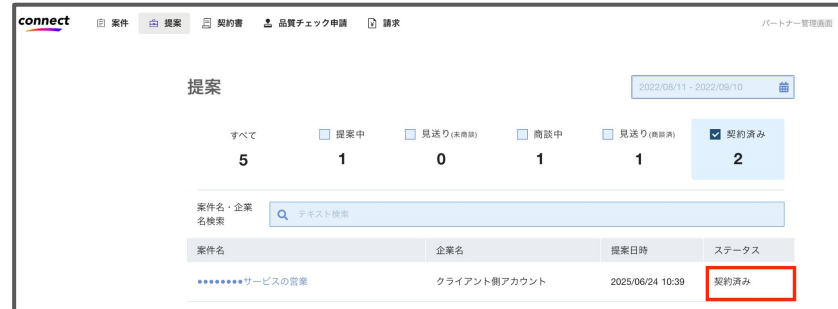 connect 案件 提案 契約書 品質チェック申請 請求 パートナー管理画面
提案 2022/08/11 - 2022/09/10
すべて 提案中 見送り(未商談) 商談中 見送り(商談済) 契約済み
5 1 0 1 1 2
案件名・企業
名検索 テキスト検索
案件名 企業名 提案日時 ステータス
●●●●●●●●サービスの営業 クライアント側アカウント 2025/06/24 10:39 契約済み